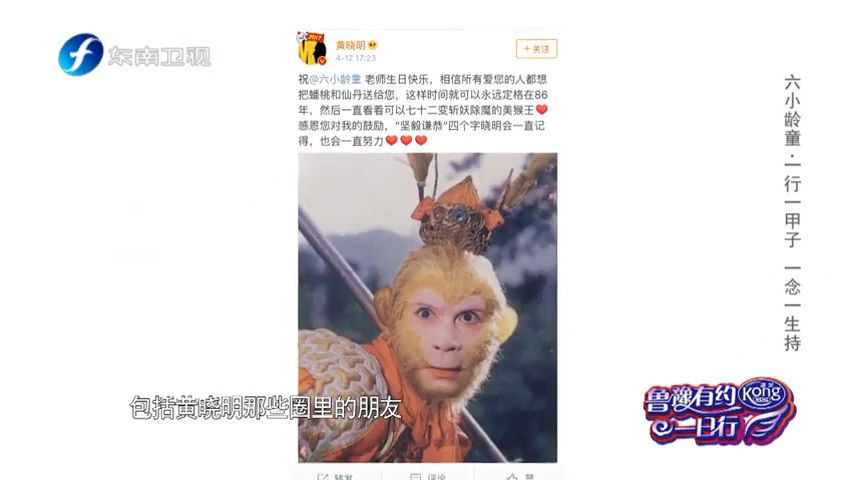 东南卫视
黄晓明
4-12 17:23
+关注
祝@六小龄童 老师生日快乐，相信所有爱您的人都想
把蟠桃和仙丹送给您，这样时间就可以永远定格在86
年，然后一直看着可以七十二变斩妖除魔的美猴王
感恩您对我的鼓励，“坚毅谦恭”四个字晓明会一直记
得，也会一直努力
六小龄童·一行一甲子 一念一生持
包括黄晓明那些圈里的朋友
鲁豫有约
Kong
一日行
转发
评论
赞